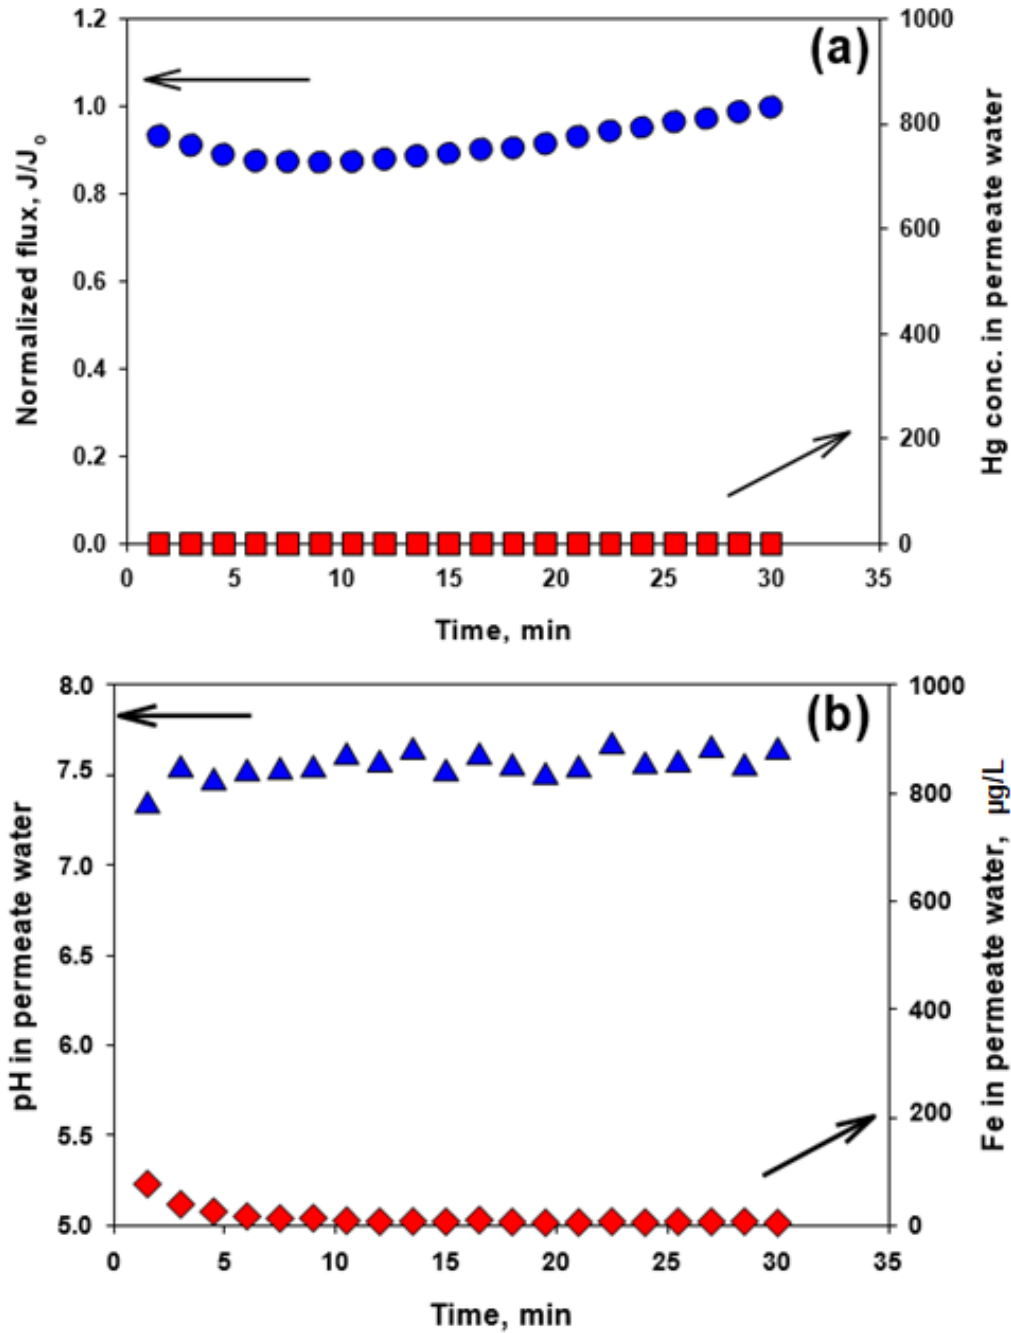 (a)
1.2
1.0
0.8
0.6
0.4
0.2
0.0
Normalized flux, J/J₀
1000
800
600
400
200
0
Hg conc. in permeate water
0 5 10 15 20 25 30 35
Time, min
(b)
8.0
7.5
7.0
6.5
6.0
5.5
5.0
pH in permeate water
1000
800
600
400
200
0
Fe in permeate water, µg/L
0 5 10 15 20 25 30 35
Time, min